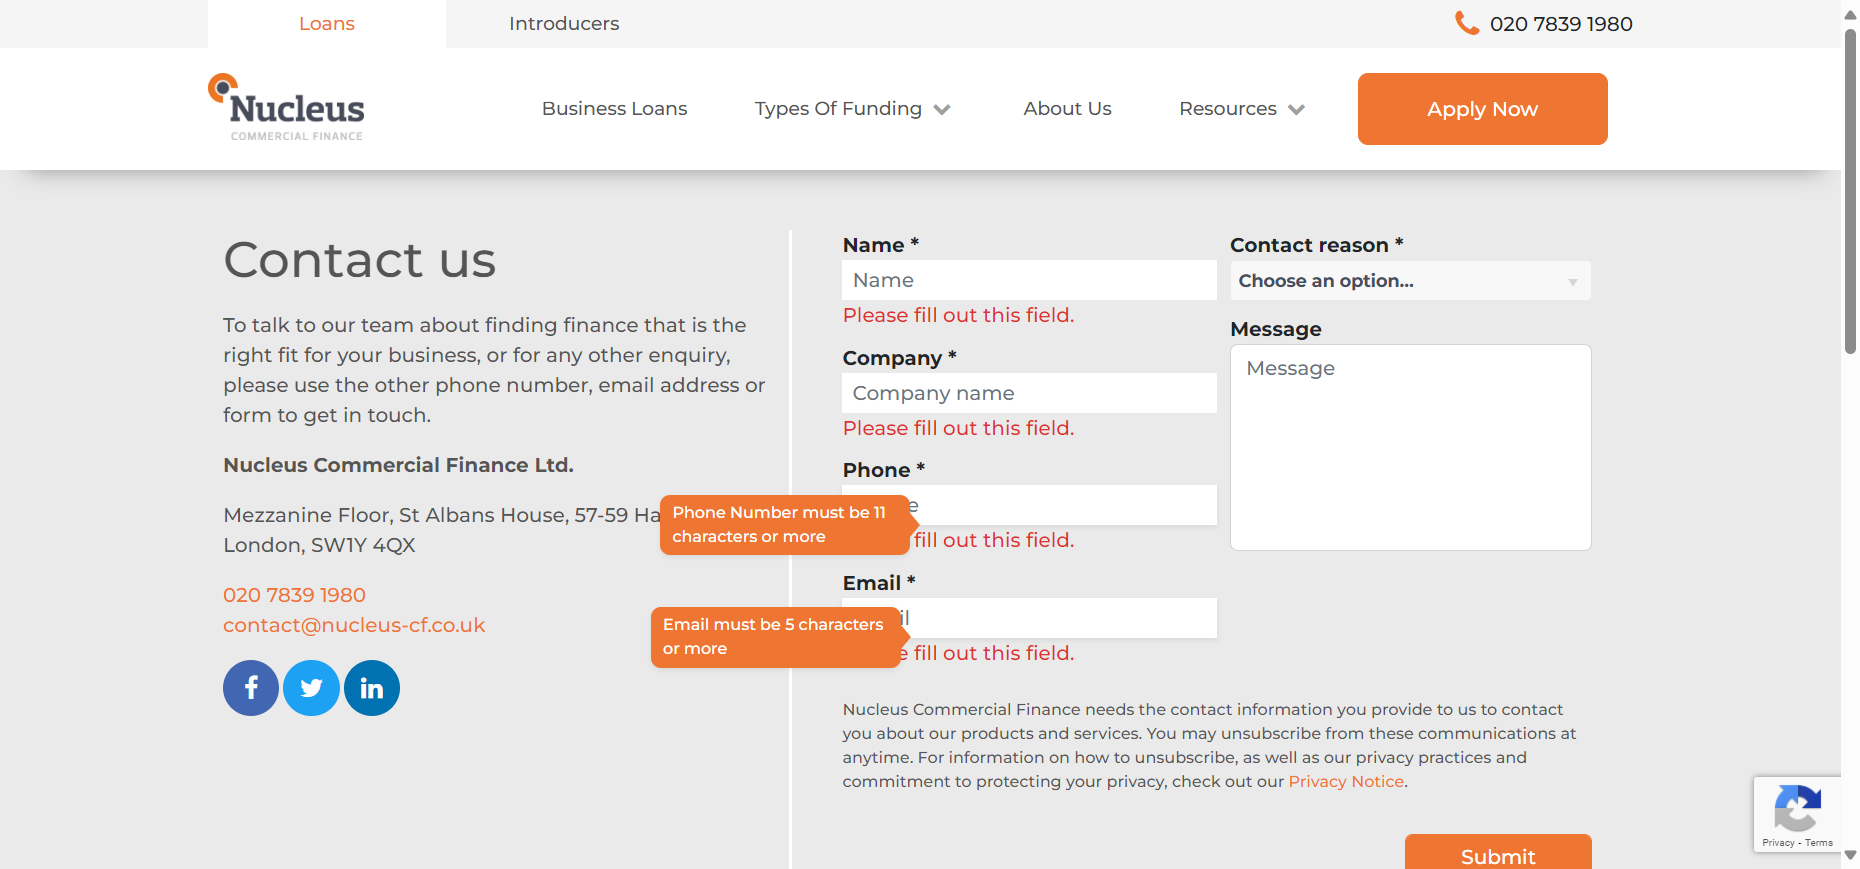 Loans
Introducers
020 7839 1980
Nucleus
COMMERCIAL FINANCE
Business Loans
Types Of Funding
About Us
Resources
Apply Now
Contact us
To talk to our team about finding finance that is the
right fit for your business, or for any other enquiry,
please use the other phone number, email address or
form to get in touch.
Nucleus Commercial Finance Ltd.
Mezzanine Floor, St Albans House, 57-59
London, SW1Y 4QX
020 7839 1980
contact@nucleus-cf.co.uk
Name *
Name
Please fill out this field.
Company *
Company name
Please fill out this field.
Phone *
Phone Number must be 11
characters or more
fill out this field.
Email *
Email must be 5 characters
or more
fill out this field.
Contact reason *
Choose an option...
Message
Message
Nucleus Commercial Finance needs the contact information you provide to us to contact
you about our products and services. You may unsubscribe from these communications at
anytime. For information on how to unsubscribe, as well as our privacy practices and
commitment to protecting your privacy, check out our Privacy Notice.
Submit
Privacy - Terms